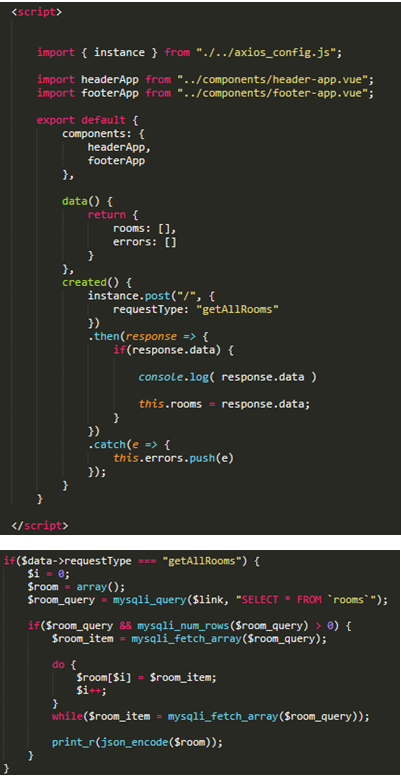 <script>
import { instance } from "./../axios_config.js";
import headerApp from "../components/header-app.vue";
import footerApp from "../components/footer-app.vue";
export default {
components: {
headerApp,
footerApp
},
data() {
return {
rooms: [],
errors: []
}
},
created() {
instance.post("/", {
requestType: "getAllRooms"
})
.then(response => {
if(response.data) {
console.log( response.data )
this.rooms = response.data;
}
})
.catch(e => {
this.errors.push(e)
});
}
}
</script>
if($data->requestType === "getAllRooms") {
$i = 0;
$room = array();
$room_query = mysqli_query($link, "SELECT * FROM `rooms`");
if($room_query && mysqli_num_rows($room_query) > 0) {
$room_item = mysqli_fetch_array($room_query);
do {
$room[$i] = $room_item;
$i++;
}
while($room_item = mysqli_fetch_array($room_query));
print_r(json_encode($room));
}
}